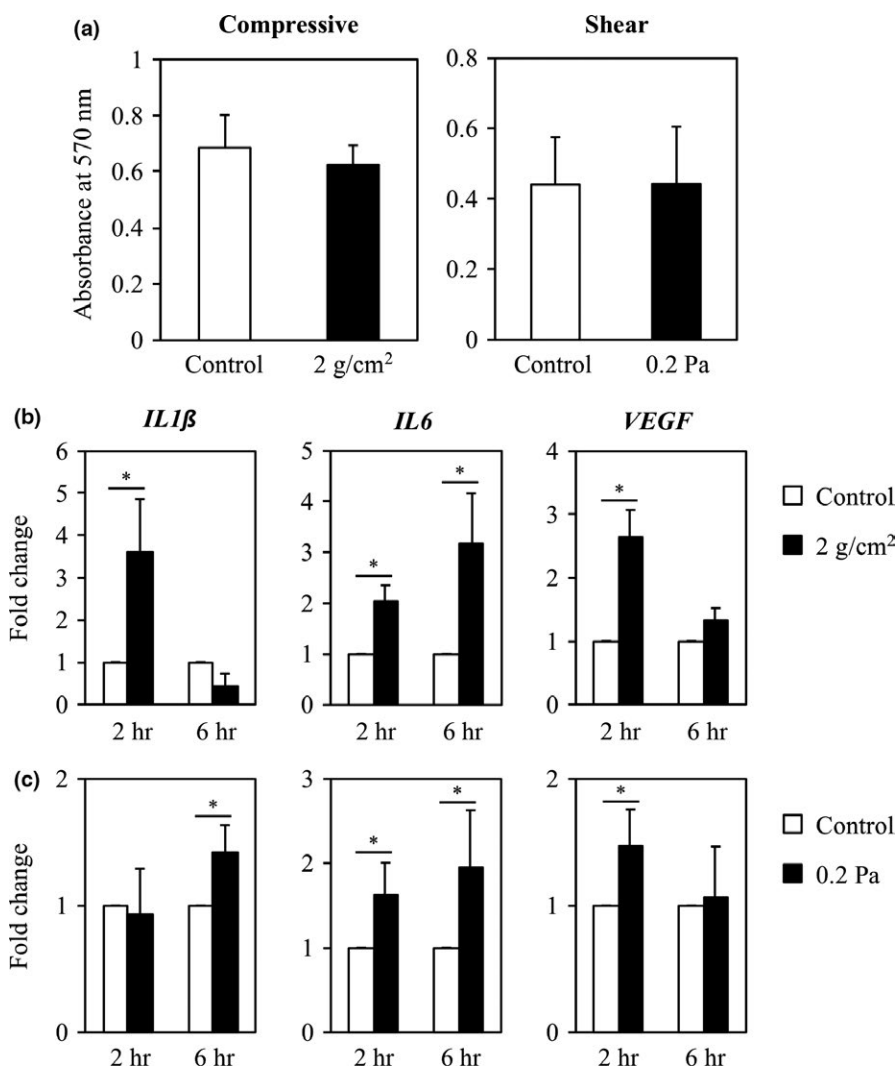 (a)
Compressive
Shear
Absorbance at 570 nm
1
0.8
0.6
0.4
0.2
0
Control
2 g/cm²
0.8
0.6
0.4
0.2
0
Control
0.2 Pa
(b)
IL1ß
IL6
VEGF
Fold change
6
5
4
3
2
1
0
*
2 hr
6 hr
5
4
3
2
1
0
*
*
2 hr
6 hr
4
3
2
1
0
*
2 hr
6 hr
Control
2 g/cm²
(c)
Fold change
2
1
0
*
2 hr
6 hr
3
2
1
0
*
*
2 hr
6 hr
2
1
0
*
2 hr
6 hr
Control
0.2 Pa